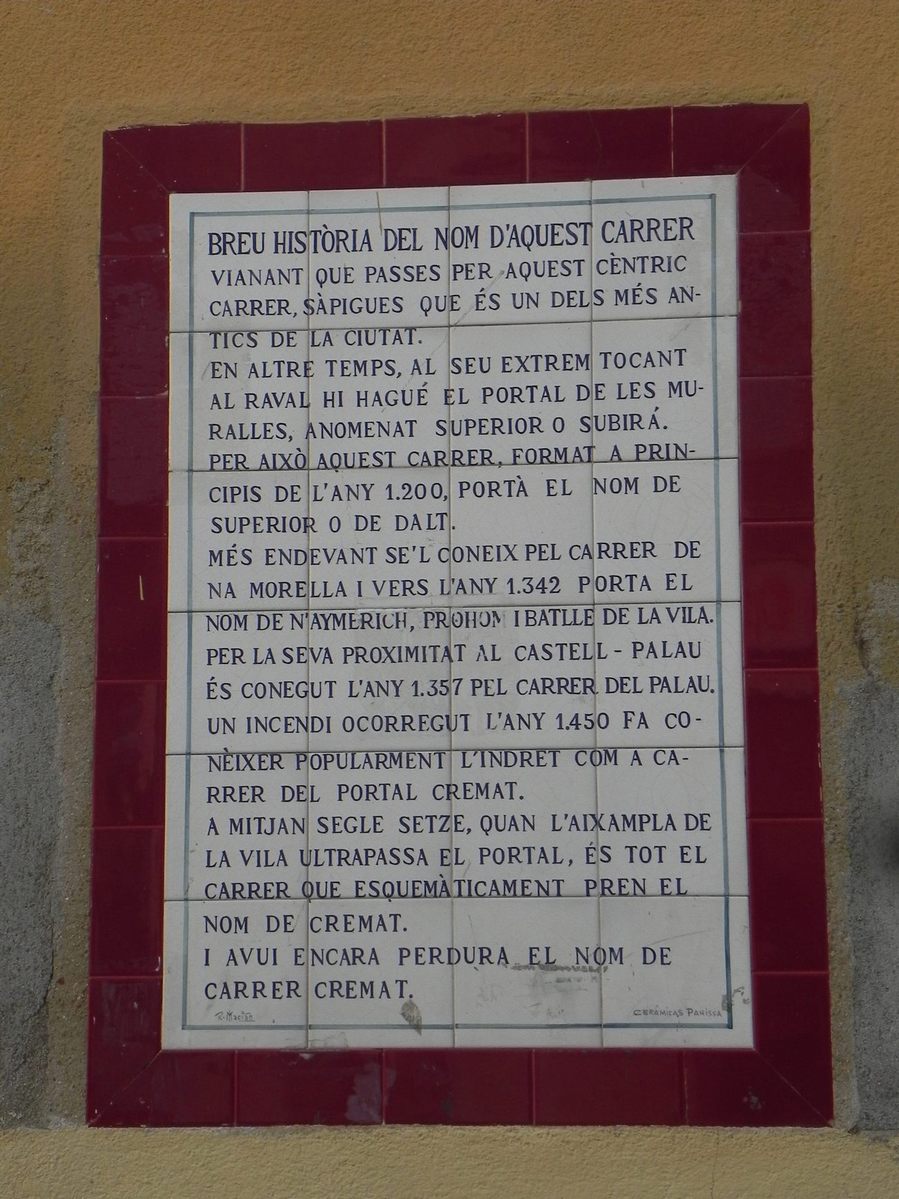 BREU HISTÒRIA DEL NOM D'AQUEST CARRER
VIANANT QUE PASSES PER AQUEST CÈNTRIC
CARRER, SÀPIGUES QUE ÉS UN DELS MÉS AN-
TICS DE LA CIUTAT.
EN ALTRE TEMPS, AL SEU EXTREM TOCANT
AL RAVAL HI HAGUÉ EL PORTAL DE LES MU-
RALLES, ANOMENAT SUPERIOR O SUBIRÁ.
PER AIXÒ AQUEST CARRER, FORMAT A PRIN-
CIPIS DE L'ANY 1.200, PORTÀ EL NOM DE
SUPERIOR O DE DALT.
MÉS ENDEVANT SE'L CONEIX PEL CARRER DE
NA MORELLA I VERS L'ANY 1.342 PORTA EL
NOM DE N'AYMERICH, PROHOM I BATLLE DE LA VILA.
PER LA SEVA PROXIMITAT AL CASTELL - PALAU
ÉS CONEGUT L'ANY 1.357 PEL CARRER DEL PALAU.
UN INCENDI OCORREGUT L'ANY 1.450 FA CO-
NÈIXER POPULARMENT L'INDRET COM A CA-
RRER DEL PORTAL CREMAT.
A MITJAN SEGLE SETZE, QUAN L'AIXAMPLA DE
LA VILA ULTRAPASSA EL PORTAL, ÉS TOT EL
CARRER QUE ESQUEMÀTICAMENT PREN EL
NOM DE CREMAT.
I AVUI ENCARA PERDURA EL NOM DE
CARRER CREMAT.
CERÁMICAS PANISSA